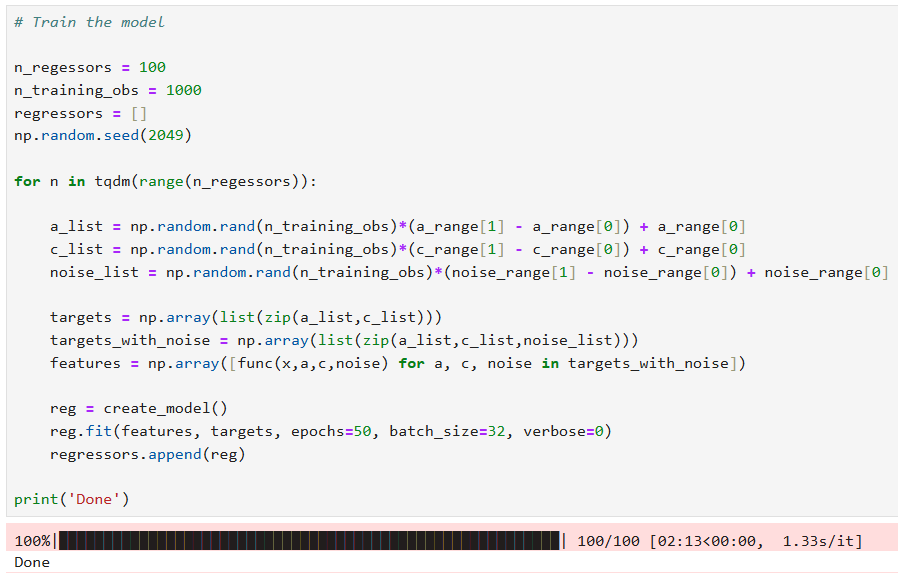 # Train the model
n_regessors = 100
n_training_obs = 1000
regressors = []
np.random.seed(2049)
for n in tqdm(range(n_regessors)):
    a_list = np.random.rand(n_training_obs)*(a_range[1] - a_range[0]) + a_range[0]
    c_list = np.random.rand(n_training_obs)*(c_range[1] - c_range[0]) + c_range[0]
    noise_list = np.random.rand(n_training_obs)*(noise_range[1] - noise_range[0]) + noise_range[0]
    targets = np.array(list(zip(a_list,c_list)))
    targets_with_noise = np.array(list(zip(a_list,c_list,noise_list)))
    features = np.array([func(x,a,c,noise) for a, c, noise in targets_with_noise])
    reg = create_model()
    reg.fit(features, targets, epochs=50, batch_size=32, verbose=0)
    regressors.append(reg)
print('Done')
100%|██████████| 100/100 [02:13<00:00,  1.33s/it]
Done